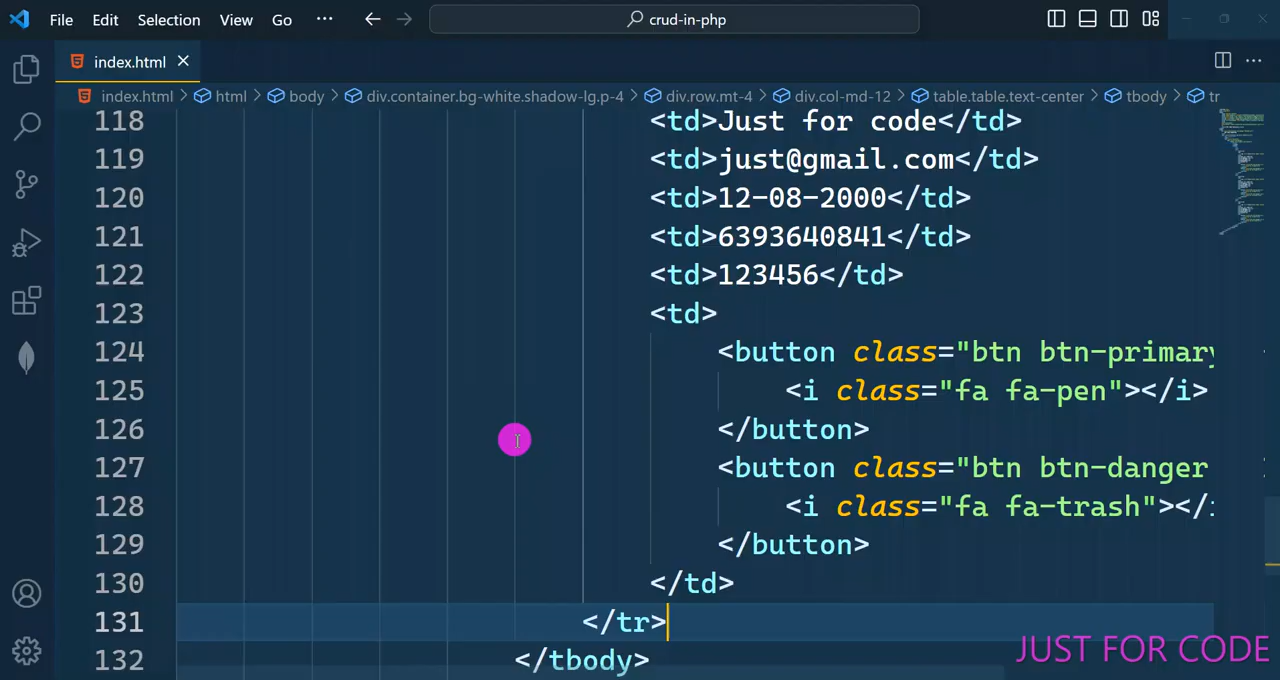 File Edit Selection View Go ··· crud-in-php
index.html
index.html > html > body > div.container.bg-white.shadow-lg.p-4 > div.row.mt-4 > div.col-md-12 > table.table.text-center > tbody > tr
118 <td>Just for code</td>
119 <td>just@gmail.com</td>
120 <td>12-08-2000</td>
121 <td>6393640841</td>
122 <td>123456</td>
123 <td>
124 <button class="btn btn-primary
125 <i class="fa fa-pen"></i>
126 </button>
127 <button class="btn btn-danger
128 <i class="fa fa-trash"></i
129 </button>
130 </td>
131 </tr>
132 </tbody>
JUST FOR CODE